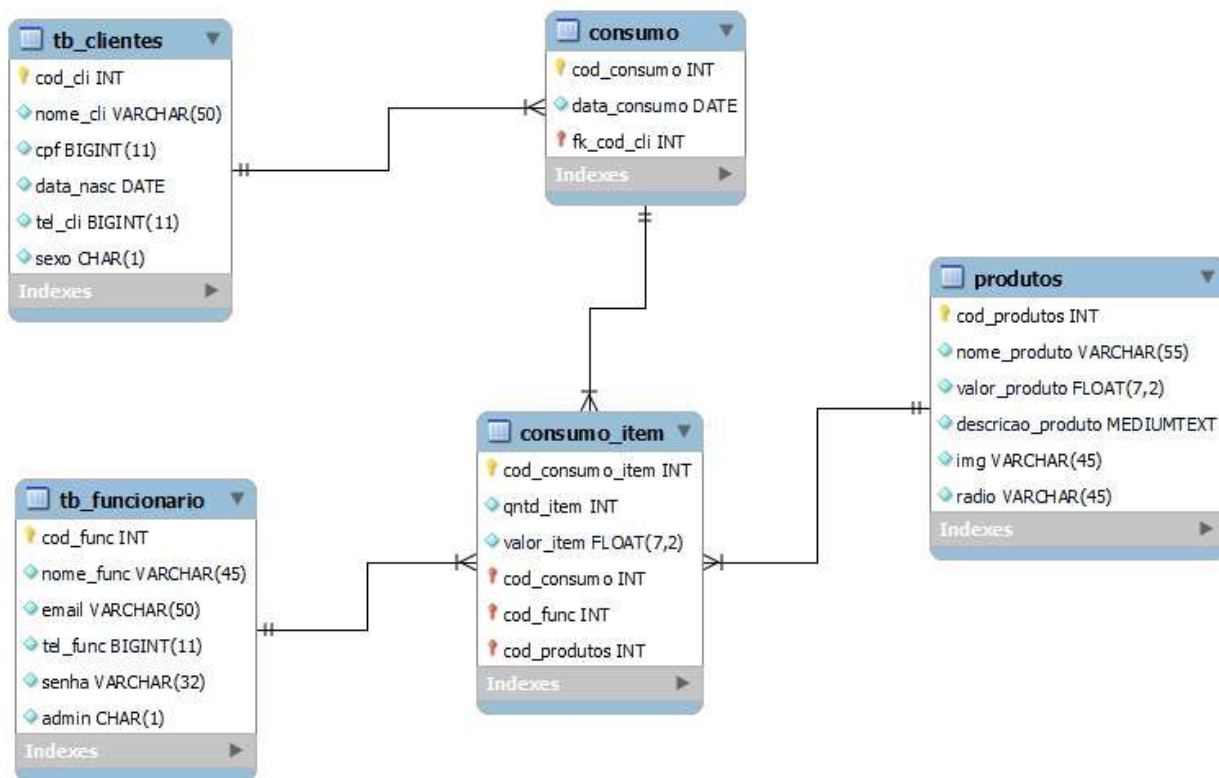 tb_clientes
cod_cli INT
nome_cli VARCHAR(50)
cpf BIGINT(11)
data_nasc DATE
tel_cli BIGINT(11)
sexo CHAR(1)
Indexes
consumo
cod_consumo INT
data_consumo DATE
fk_cod_cli INT
Indexes
produtos
cod_produtos INT
nome_produto VARCHAR(55)
valor_produto FLOAT(7,2)
descricao_produto MEDIUMTEXT
img VARCHAR(45)
radio VARCHAR(45)
Indexes
consumo_item
cod_consumo_item INT
qntd_item INT
valor_item FLOAT(7,2)
cod_consumo INT
cod_func INT
cod_produtos INT
Indexes
tb_funcionario
cod_func INT
nome_func VARCHAR(45)
email VARCHAR(50)
tel_func BIGINT(11)
senha VARCHAR(32)
admin CHAR(1)
Indexes